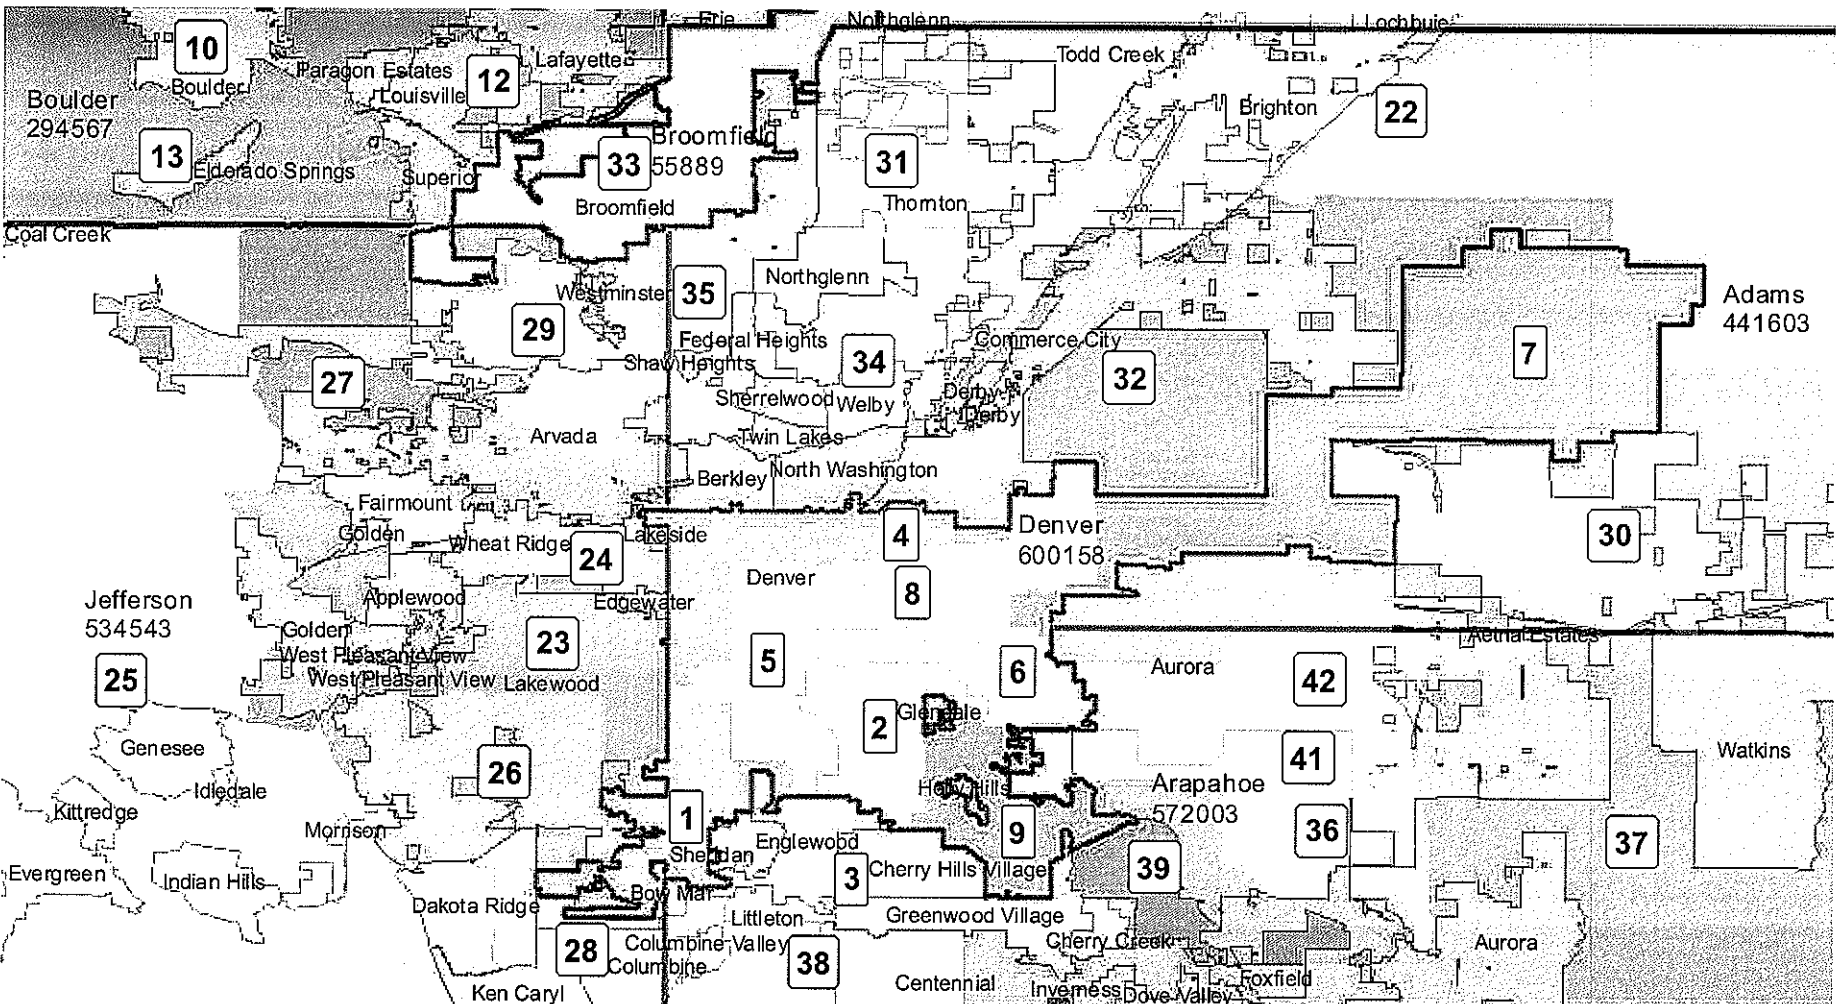 Erie
Northglenn
Lochbuie
10
Lafayette
Todd Creek
Paragon Estates
12
Boulder
Louisville
Boulder
294567
Brighton
22
13
Broomfield
55889
33
31
Eldorado Springs
Superior
Broomfield
Thornton
Coal Creek
Northglenn
Westminster
35
29
Adams
441603
Federal Heights
Commerce City
7
Shaw Heights
34
27
32
Derby
Sherrelwood
Welby
Derby
Arvada
Twin Lakes
North Washington
Berkley
Fairmount
Golden
Wheat Ridge
Lakeside
4
Denver
600158
30
24
Denver
8
Applewood
Edgewater
Jefferson
534543
Golden
Aetna Estates
23
West Pleasant View
5
6
Aurora
42
25
West Pleasant View
Lakewood
Glendale
2
Genesee
41
Watkins
26
Idledale
Holly Hills
Arapahoe
572003
Kittredge
1
9
36
Morrison
Englewood
37
Sheridan
Cherry Hills Village
39
Evergreen
Indian Hills
3
Bow Mar
Dakota Ridge
Littleton
Greenwood Village
28
Columbine Valley
Cherry Creek
Aurora
Columbine
38
Centennial
Foxfield
Ken Caryl
Inverness
Dove Valley